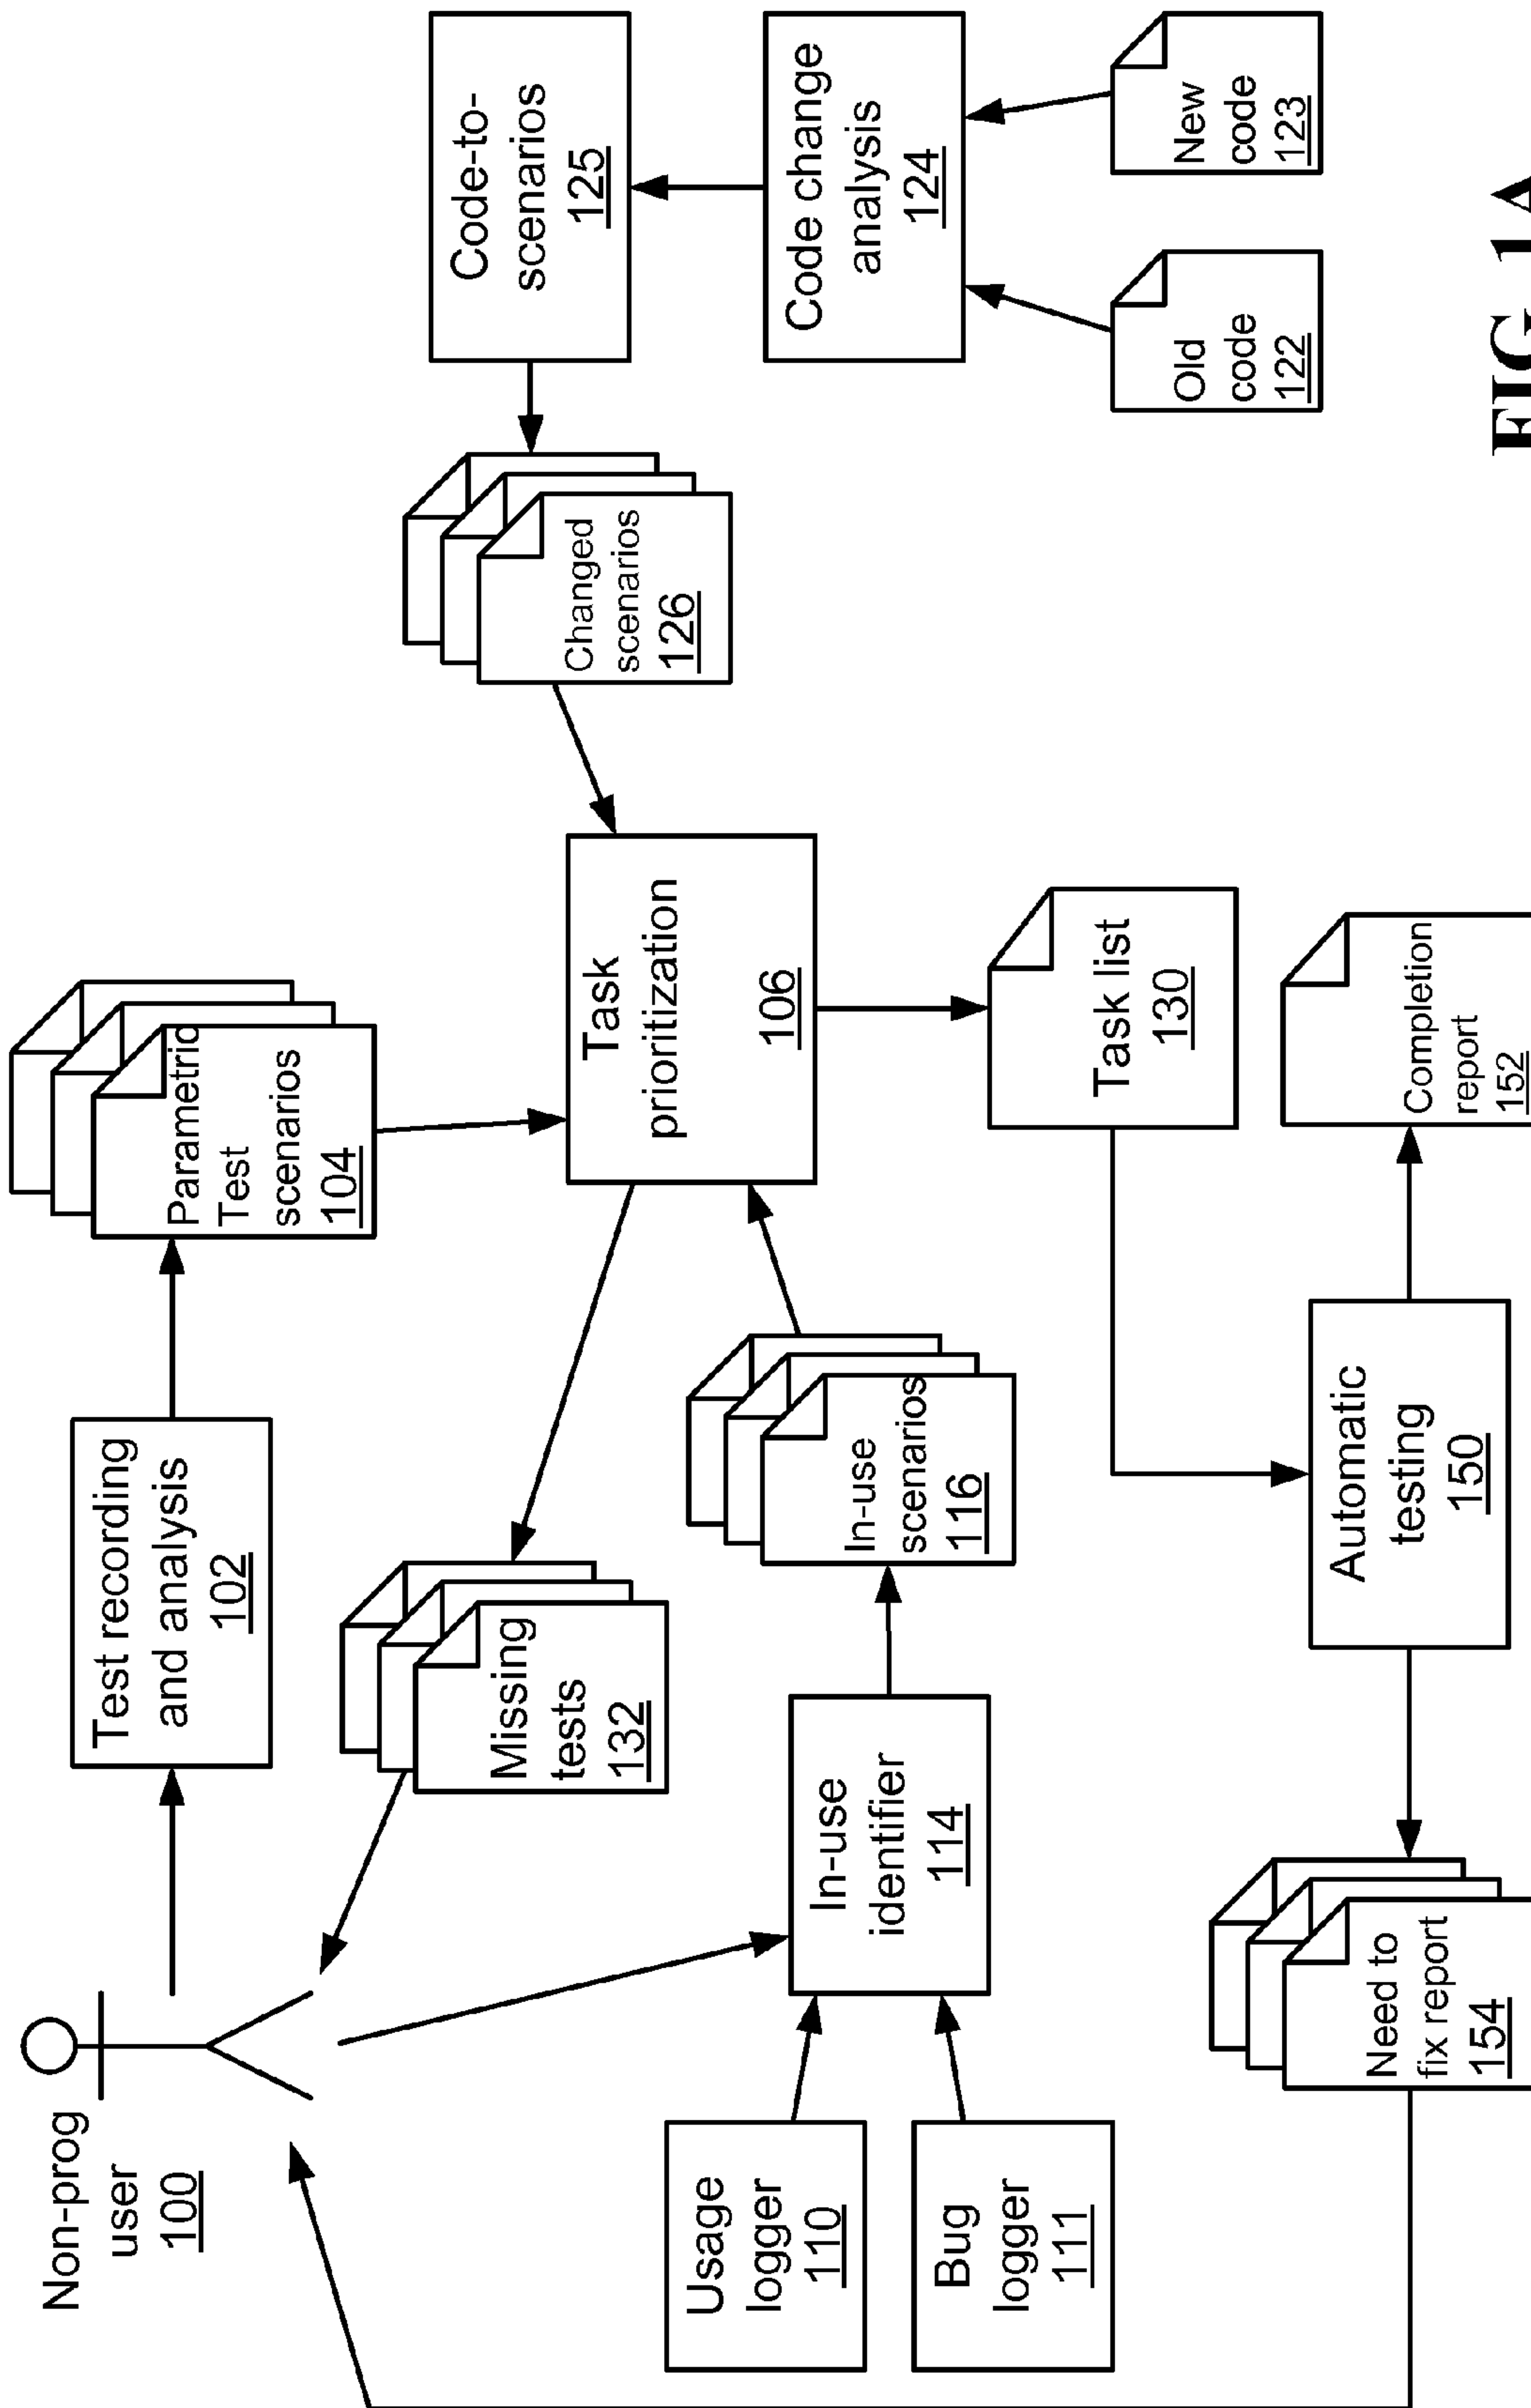 Non-prog
user
100
Test recording
and analysis
102
Parametric
Test
scenarios
104
Code-to-
scenarios
125
Changed
scenarios
126
Missing
tests
132
Task
prioritization
106
Code change
analysis
124
Usage
logger
110
Bug
logger
111
In-use
identifier
114
In-use
scenarios
116
Task list
130
Old
code
122
New
code
123
Need to
fix report
154
Automatic
testing
150
Completion
report
152
FIG. 1A